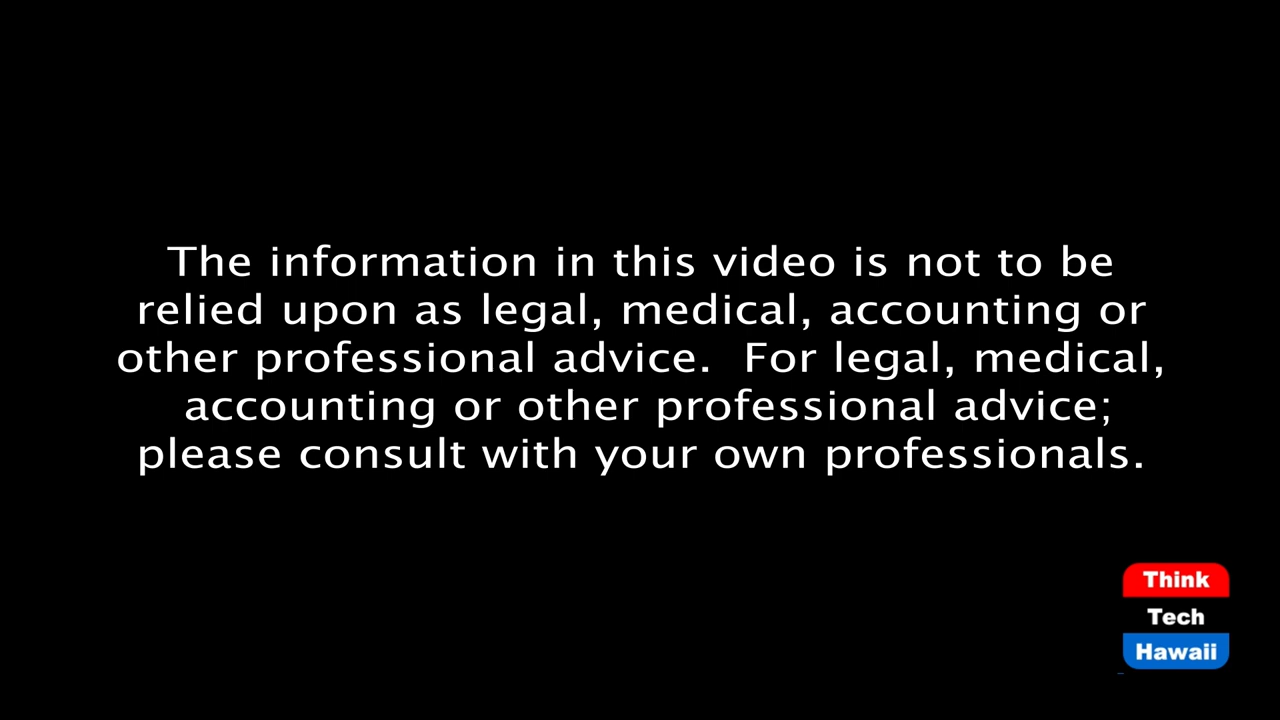 The information in this video is not to be
relied upon as legal, medical, accounting or
other professional advice.  For legal, medical,
accounting or other professional advice;
please consult with your own professionals.
Think
Tech
Hawaii